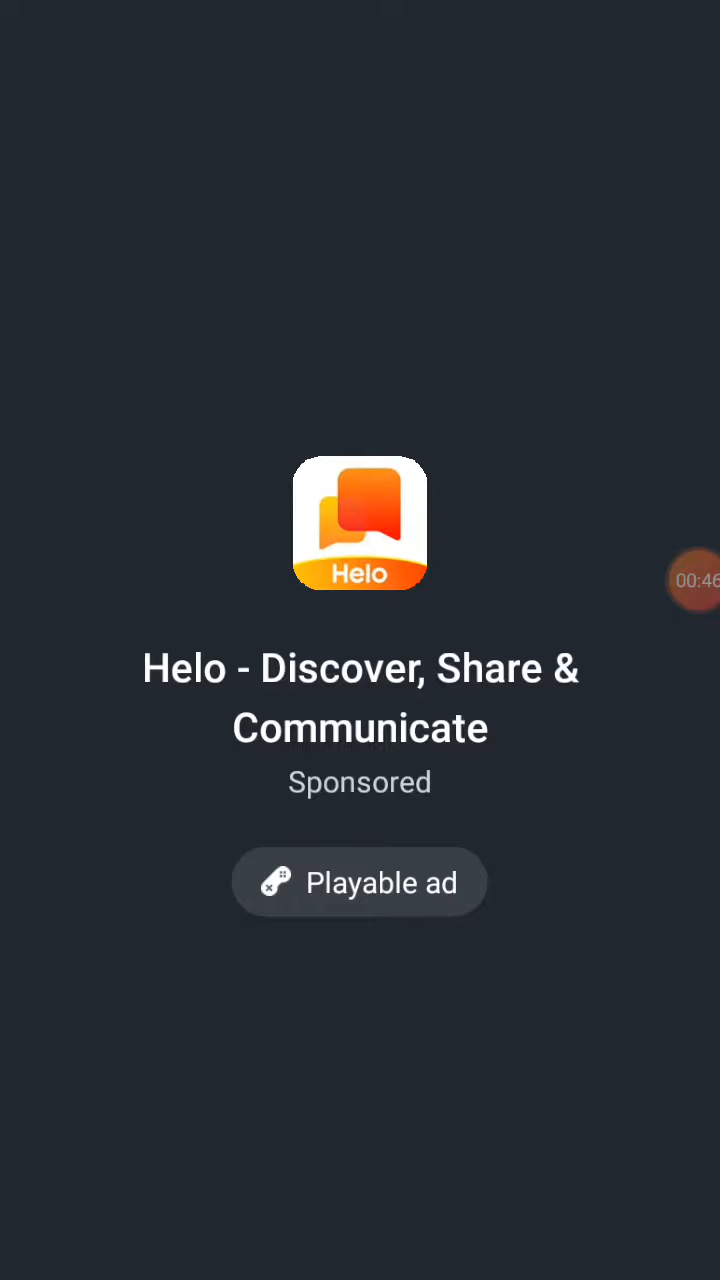 Helo
00:46
Helo - Discover, Share &
Communicate
Sponsored
Playable ad